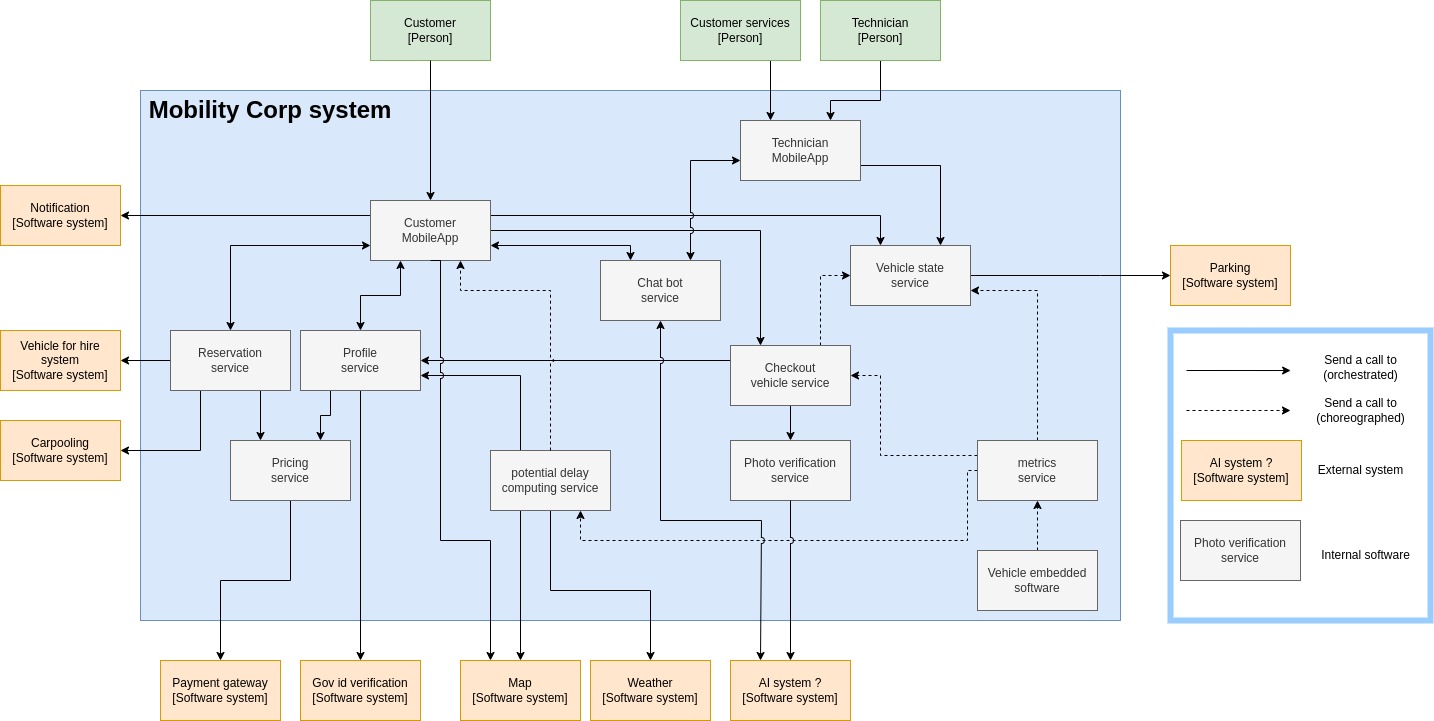 Customer
[Person]
Customer services
[Person]
Technician
[Person]
Mobility Corp system
Technician
MobileApp
Notification
[Software system]
Customer
MobileApp
Chat bot
service
Vehicle state
service
Parking
[Software system]
Vehicle for hire
system
[Software system]
Reservation
service
Profile
service
Checkout
vehicle service
Carpooling
[Software system]
Pricing
service
potential delay
computing service
Photo verification
service
metrics
service
Vehicle embedded
software
Payment gateway
[Software system]
Gov id verification
[Software system]
Map
[Software system]
Weather
[Software system]
AI system ?
[Software system]
Send a call to
(orchestrated)
Send a call to
(choreographed)
AI system ?
[Software system]
External system
Photo verification
service
Internal software